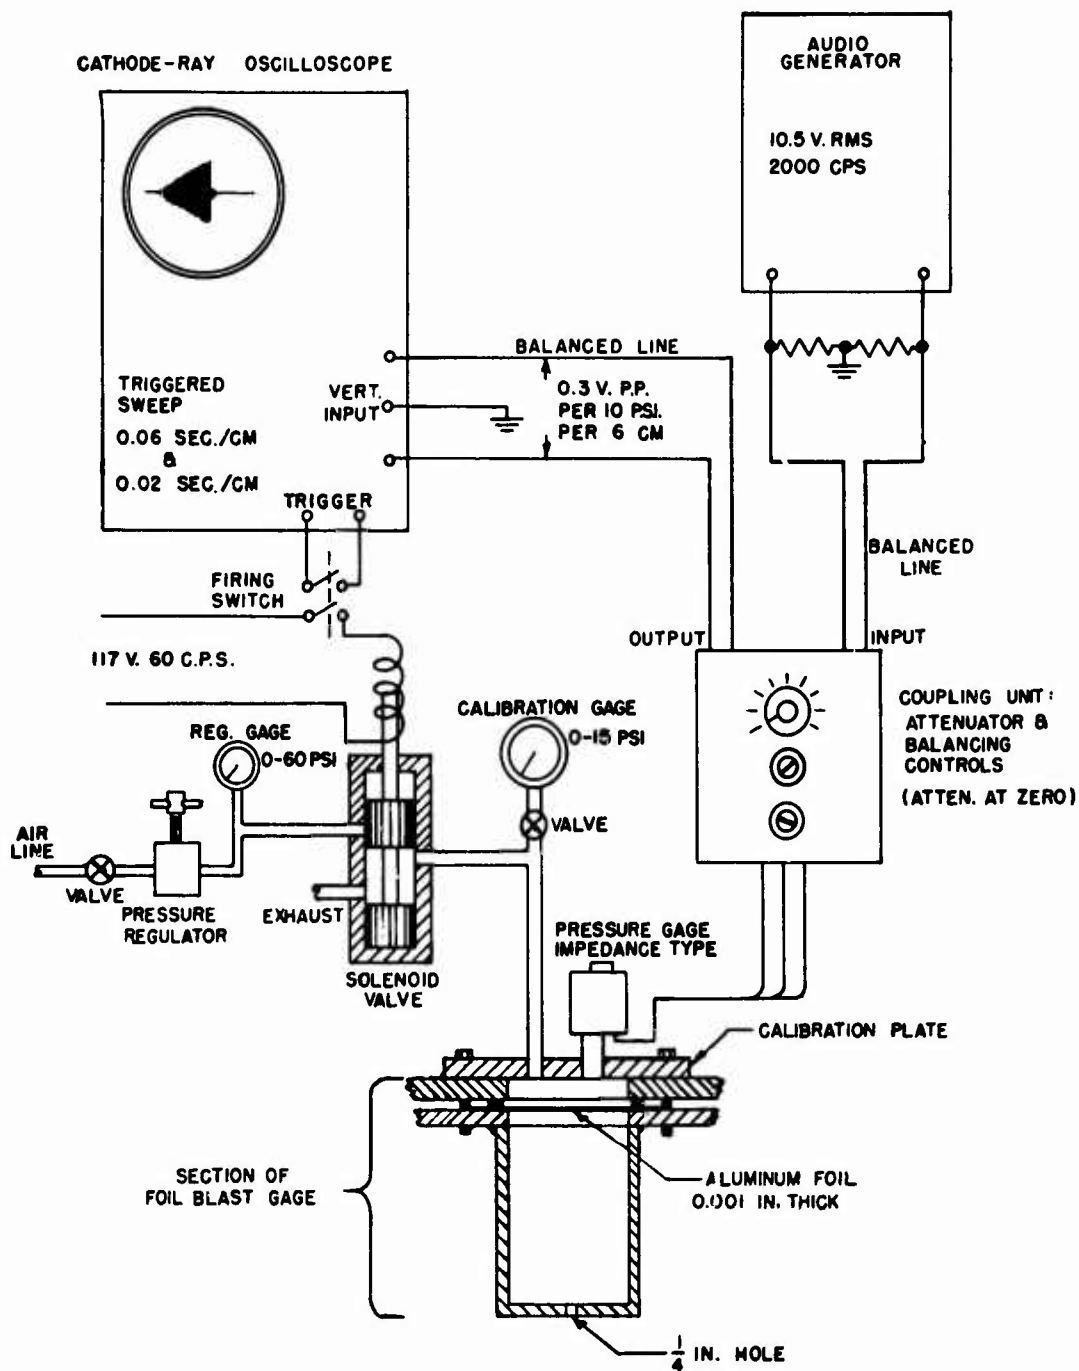 CATHODE-RAY OSCILLOSCOPE
AUDIO
GENERATOR
10.5 V. RMS
2000 CPS
TRIGGERED
SWEEP
0.06 SEC./CM
&
0.02 SEC./CM
VERT.
INPUT
BALANCED LINE
0.3 V. P.P.
PER 10 PSI.
PER 6 CM
TRIGGER
FIRING
SWITCH
BALANCED
LINE
OUTPUT
INPUT
117 V. 60 C.P.S.
COUPLING UNIT:
ATTENUATOR &
BALANCING
CONTROLS
(ATTEN. AT ZERO)
REG. GAGE
0-60 PSI
CALIBRATION GAGE
0-15 PSI
AIR
LINE
VALVE
PRESSURE
REGULATOR
EXHAUST
SOLENOID
VALVE
VALVE
PRESSURE GAGE
IMPEDANCE TYPE
CALIBRATION PLATE
SECTION OF
FOIL BLAST GAGE
ALUMINUM FOIL
0.001 IN. THICK
1/4 IN. HOLE